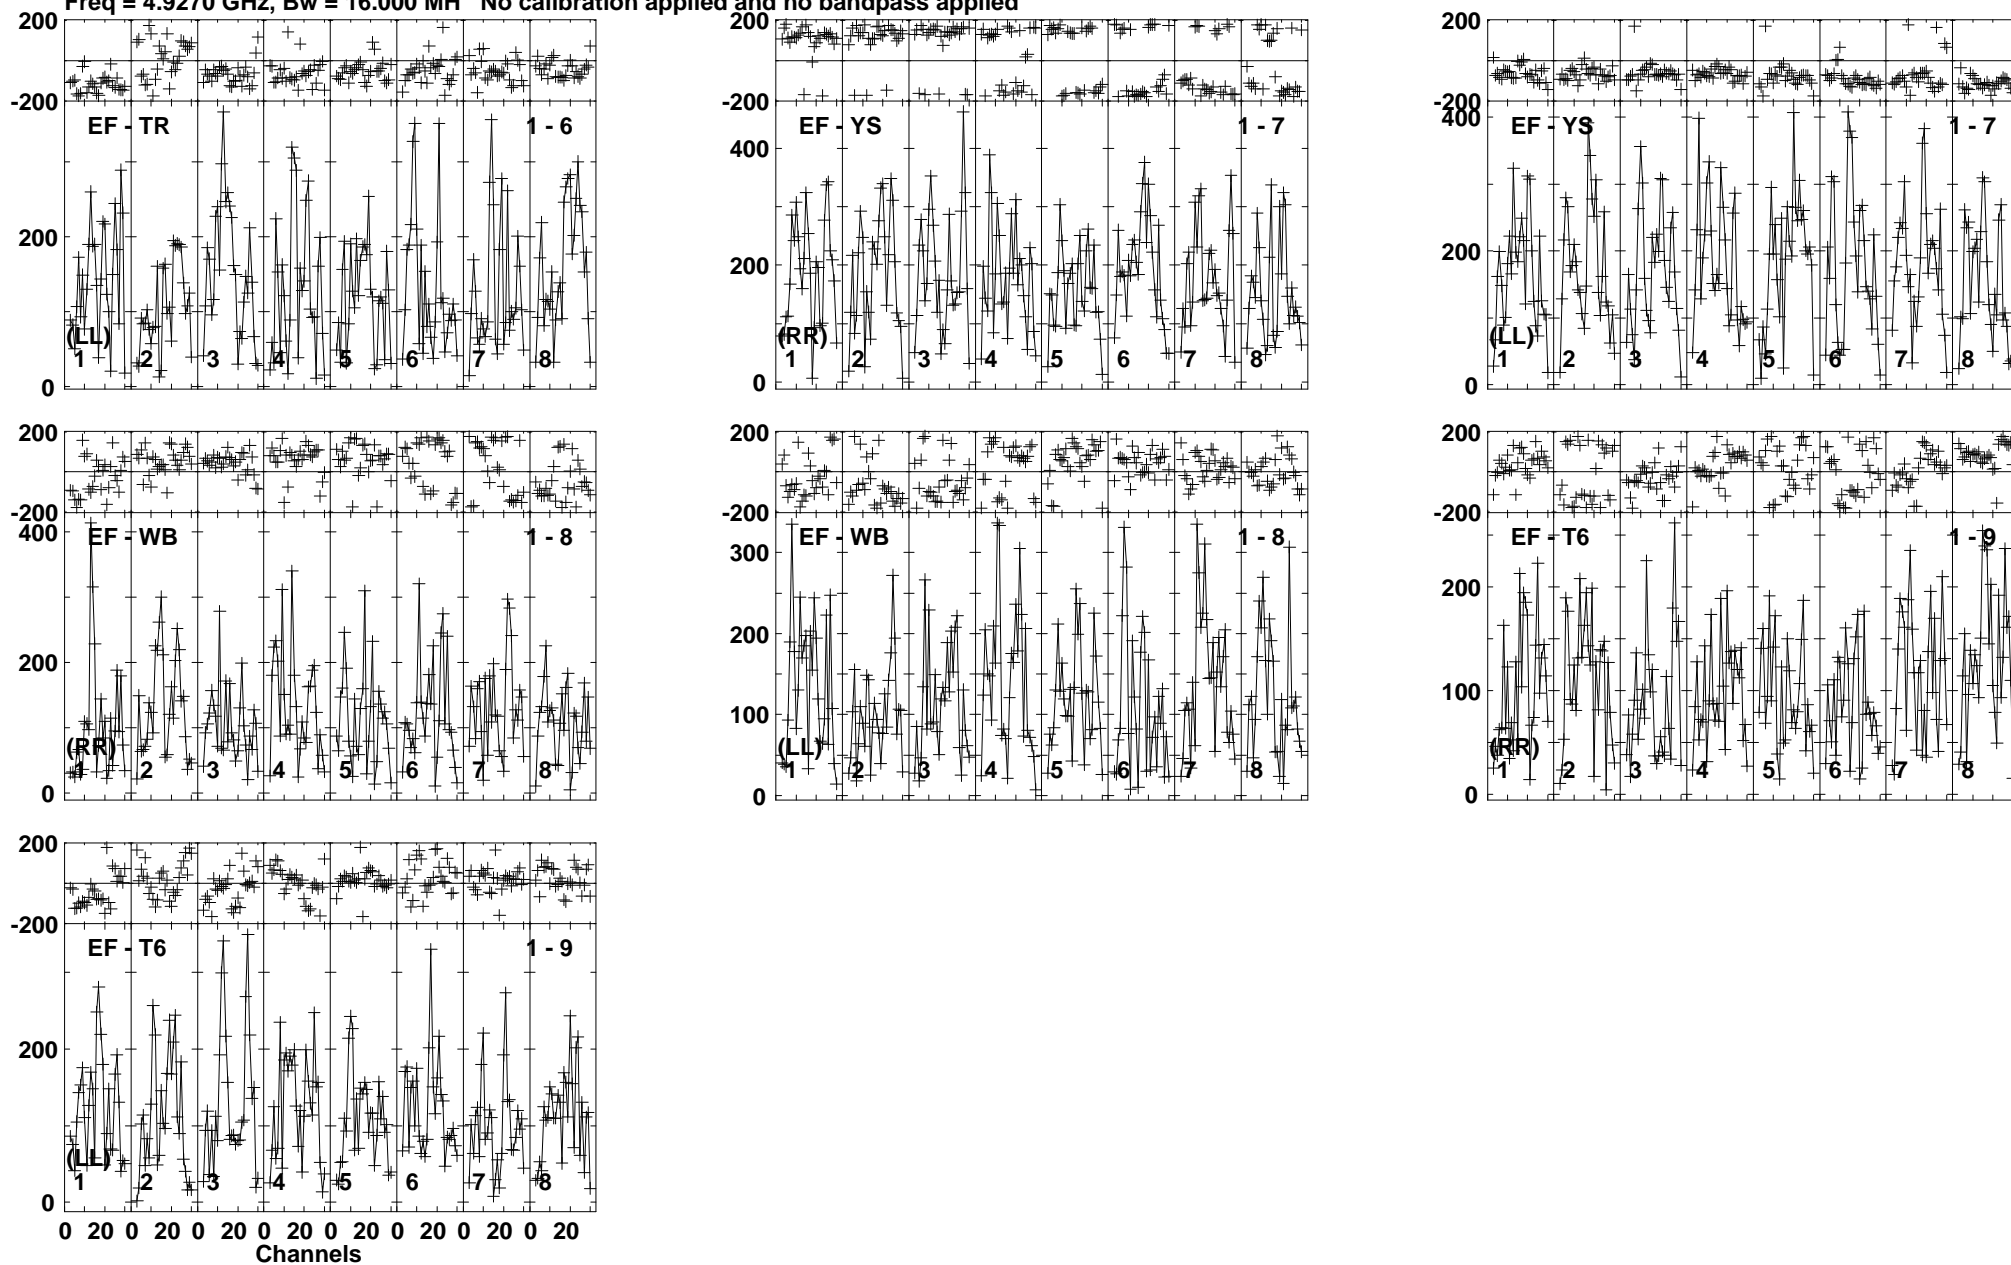 Freq = 4.9270 GHz, Bw = 16.000 MH No calibration applied and no bandpass applied
200
-200
EF - TR 1 - 6
200
(LL)
1 2 3 4 5 6 7 8
0
200
-200
EF - YS 1 - 7
400
200
(RR)
1 2 3 4 5 6 7 8
0
200
-200
400
EF - YS 1 - 7
200
(LL)
1 2 3 4 5 6 7 8
0
200
-200
400
EF - WB 1 - 8
200
(RR)
1 2 3 4 5 6 7 8
0
200
-200
EF - WB 1 - 8
300
200
100
(LL)
1 2 3 4 5 6 7 8
0
200
-200
EF - T6 1 - 9
200
100
(RR)
1 2 3 4 5 6 7 8
0
200
-200
EF - T6 1 - 9
200
(LL)
1 2 3 4 5 6 7 8
0
0 20 0 20 0 20 0 20 0 20 0 20 0 20 0 20
Channels